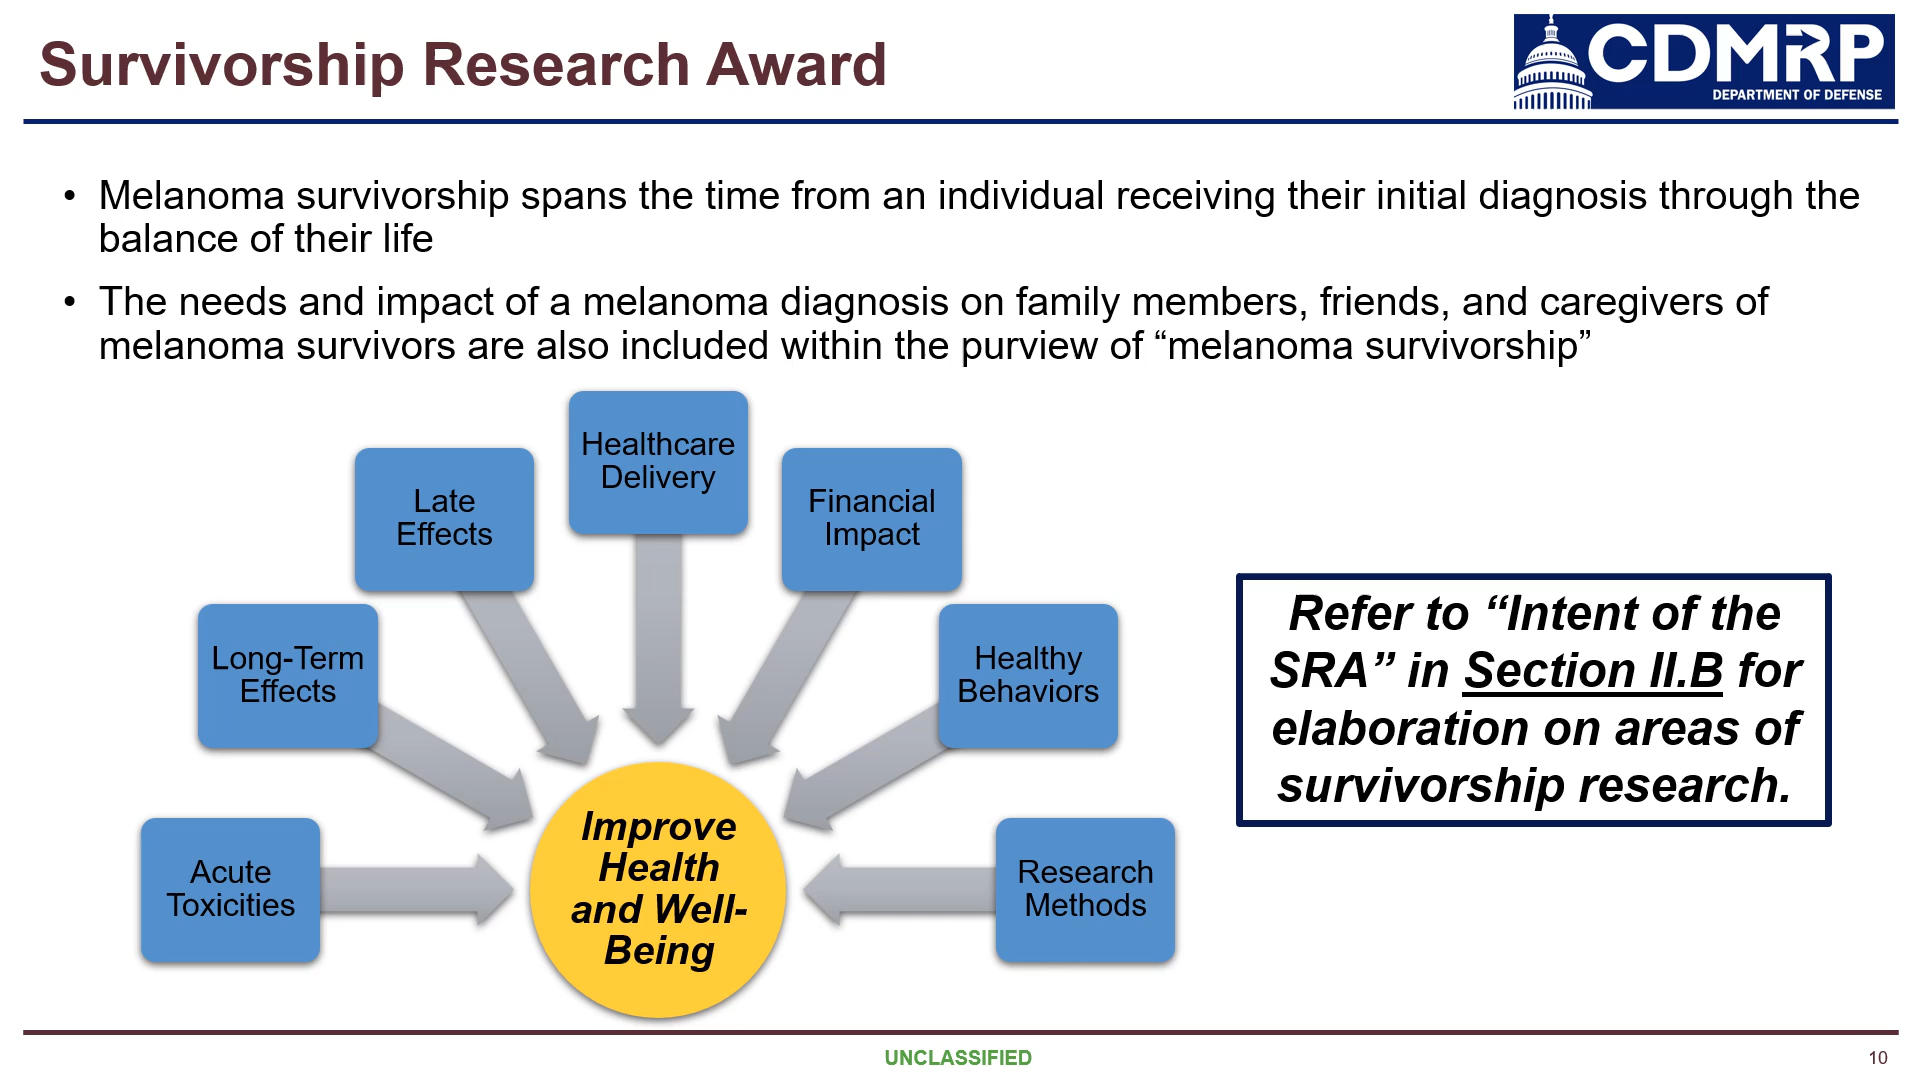 Survivorship Research Award
CDMRP
DEPARTMENT OF DEFENSE
• Melanoma survivorship spans the time from an individual receiving their initial diagnosis through the
balance of their life
• The needs and impact of a melanoma diagnosis on family members, friends, and caregivers of
melanoma survivors are also included within the purview of “melanoma survivorship”
Acute
Toxicities
Long-Term
Effects
Late
Effects
Healthcare
Delivery
Financial
Impact
Healthy
Behaviors
Research
Methods
Improve
Health
and Well-
Being
Refer to “Intent of the
SRA” in Section II.B for
elaboration on areas of
survivorship research.
UNCLASSIFIED
10